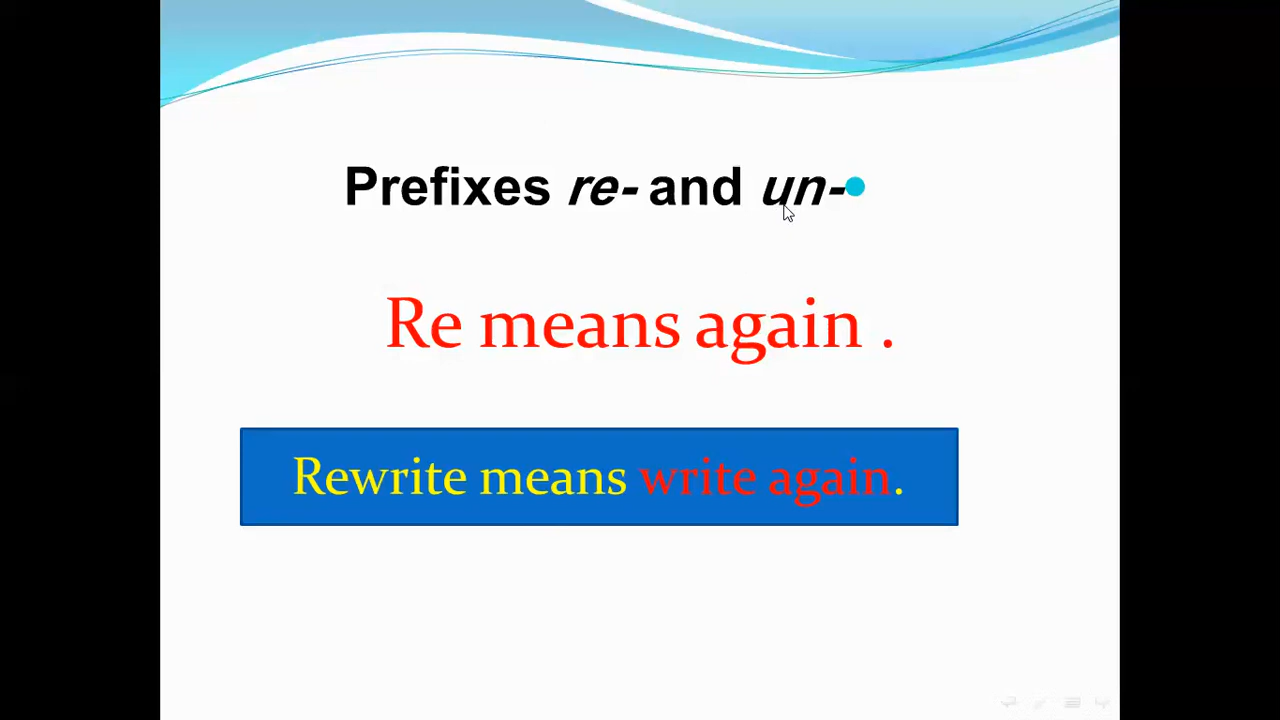 Prefixes re- and un-•
Re means again .
Rewrite means write again.